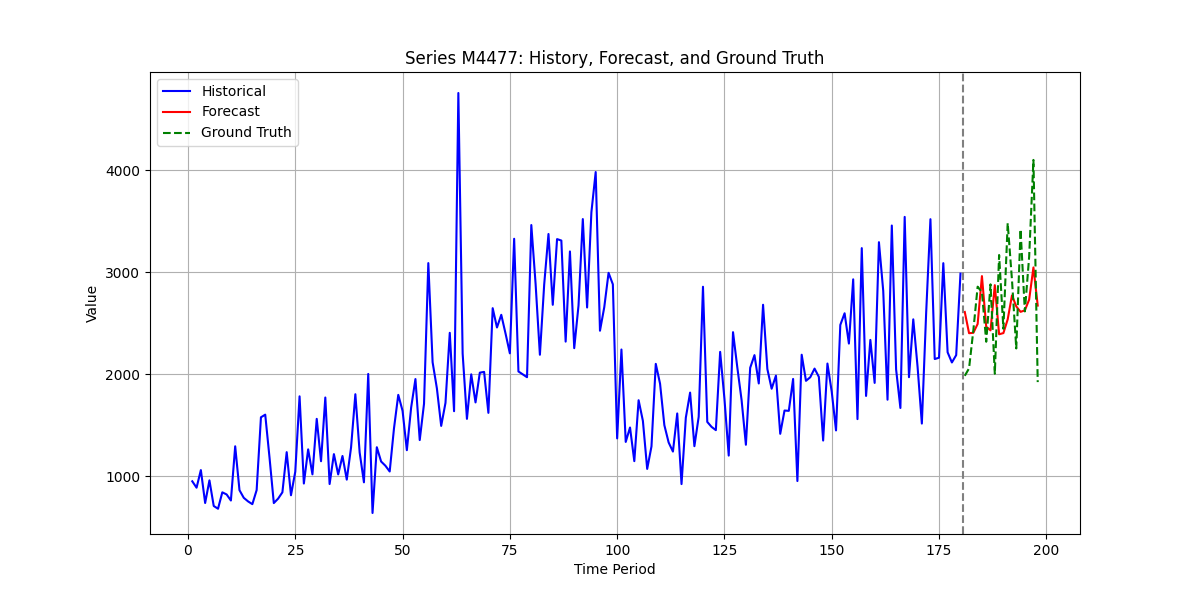 Series M4477: History, Forecast, and Ground Truth
Historical
Forecast
Ground Truth
Value
4000
3000
2000
1000
0 25 50 75 100 125 150 175 200
Time Period